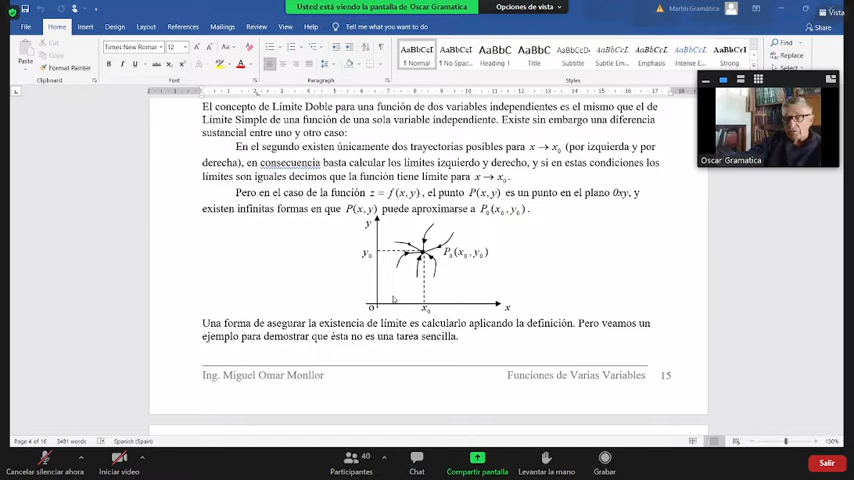 Usted está viendo la pantalla de Oscar Gramatica
Opciones de vista
Martín Gramática
Vista
File Home Insert Draw Design Layout References Mailings Review View Help Tell me what you want to do
Share
Paste
Cut
Copy
Format Painter
Clipboard
Times New Roman 12
Font
Paragraph
AaBbCcI AaBbCcI AaBbC AaBbCcI AaBbCcD AaBbCcL AaBbCcL AaBbCcL
¶ Normal ¶ No Spac... Heading 1 ¶ Subtitle Subtle Em... Emphasis Intense E... Strong
Styles
Find
Replace
Select
Oscar Gramatica
El concepto de Límite Doble para una función de dos variables independientes es el mismo que el de
Límite Simple de una función de una sola variable independiente. Existe sin embargo una diferencia
sustancial entre uno y otro caso:
En el segundo existen únicamente dos trayectorias posibles para x → x₀ (por izquierda y por
derecha), en consecuencia basta calcular los límites izquierdo y derecho, y si en estas condiciones los
límites son iguales decimos que la función tiene límite para x → x₀.
Pero en el caso de la función z = f(x, y), el punto P(x, y) es un punto en el plano 0xy, y
existen infinitas formas en que P(x, y) puede aproximarse a P₀(x₀, y₀).
y
y₀
P₀(x₀, y₀)
o
x₀
x
Una forma de asegurar la existencia de límite es calcularlo aplicando la definición. Pero veamos un
ejemplo para demostrar que ésta no es una tarea sencilla.
Ing. Miguel Omar Monllor Funciones de Varias Variables 15
Page 4 of 16 3481 words Spanish (Spain)
130%
40
Cancelar silenciar ahora
Iniciar video
Participantes
Chat
Compartir pantalla
Levantar la mano
Grabar
Salir